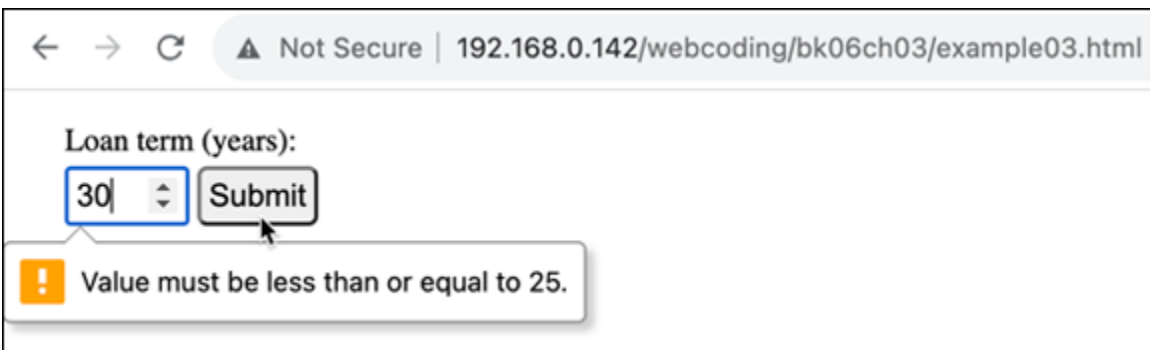 Not Secure | 192.168.0.142/webcoding/bk06ch03/example03.html
Loan term (years):
30 Submit
! Value must be less than or equal to 25.